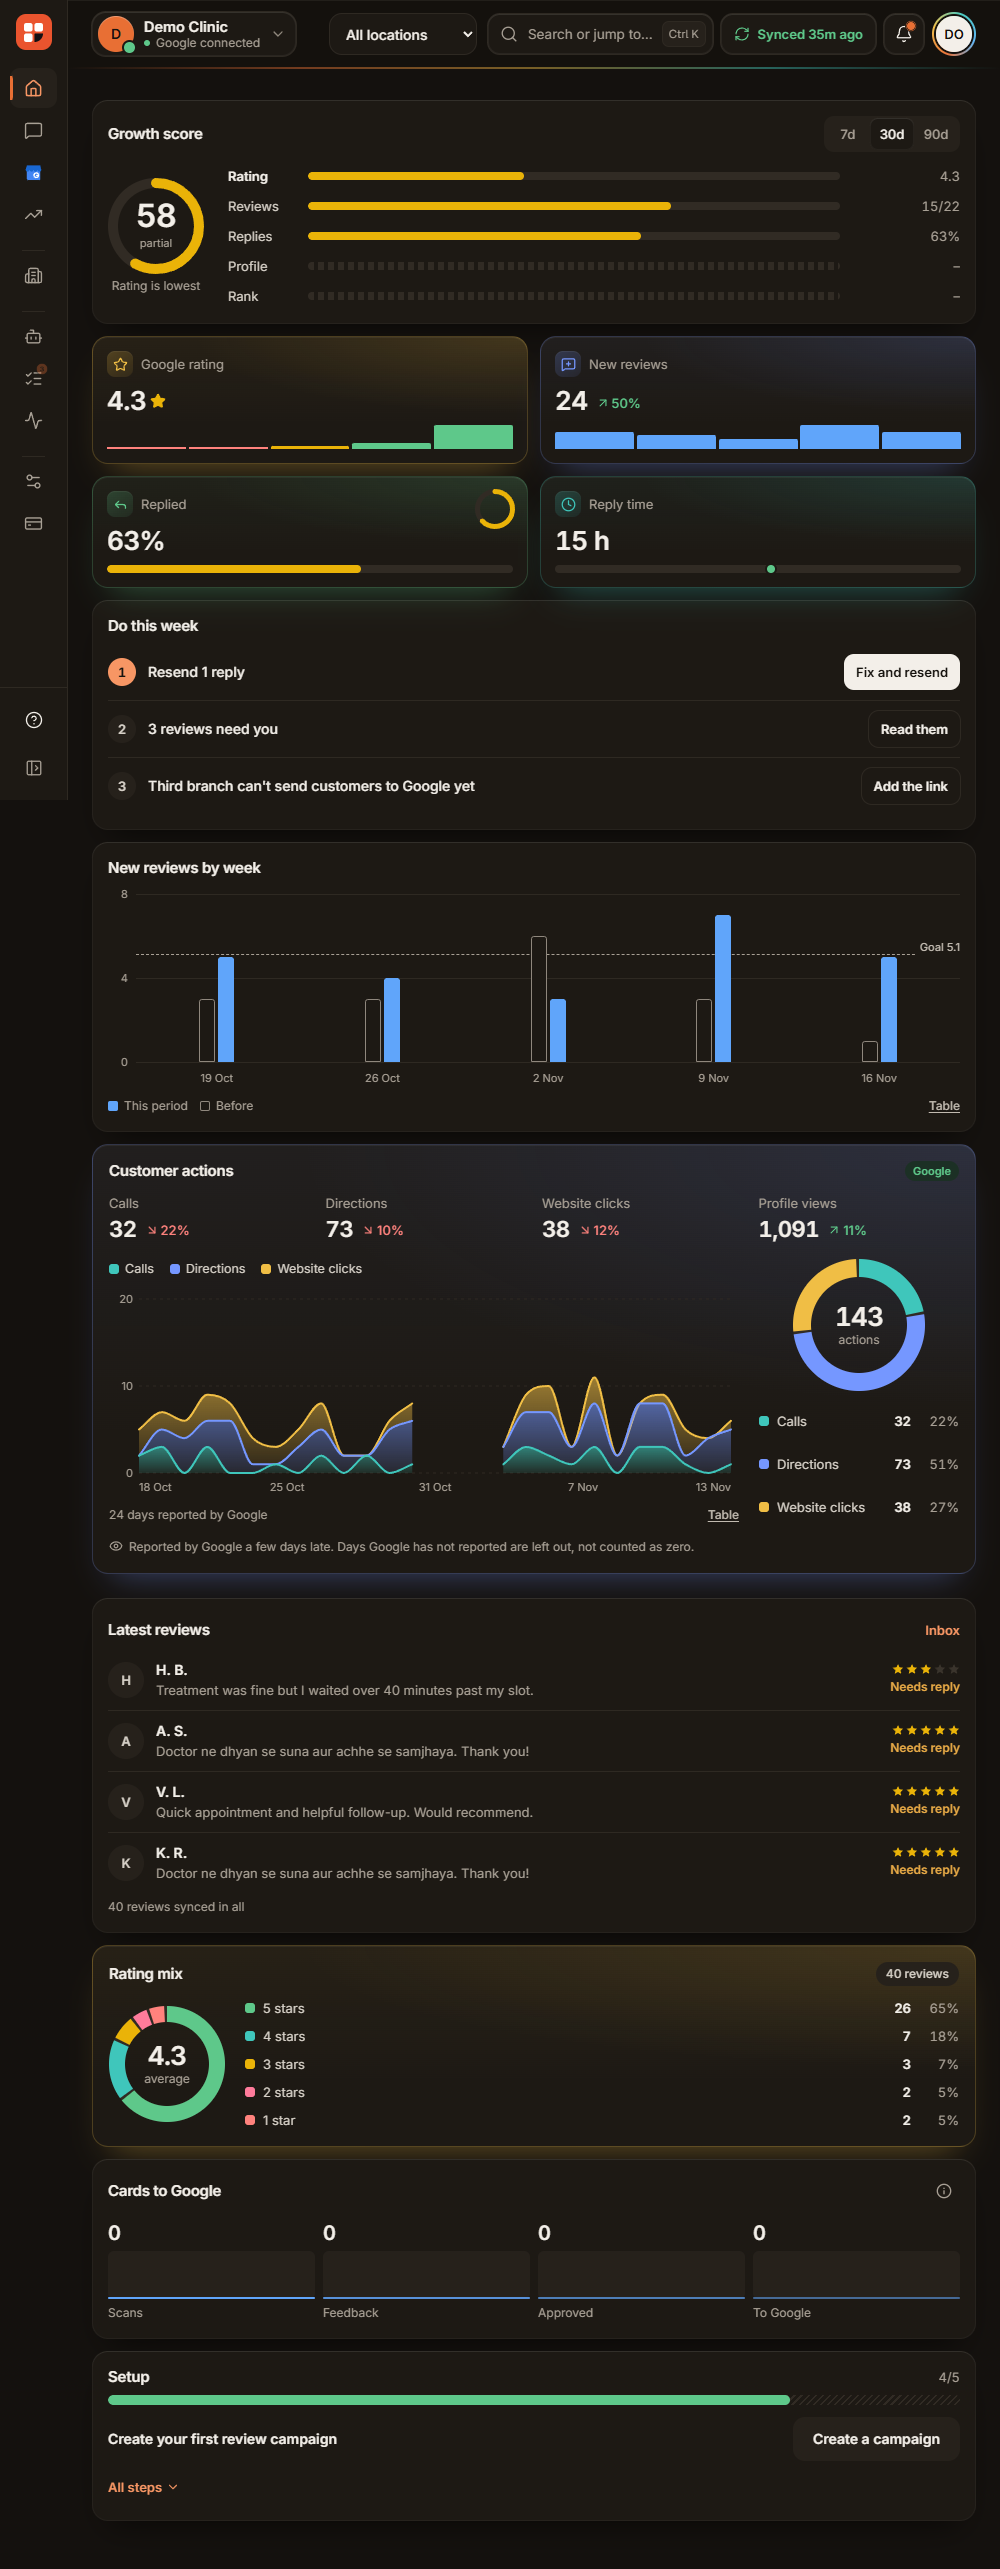 Demo Clinic
Google connected
All locations
Search or jump to...
Ctrl K
Synced 35m ago
DO
D
Growth score
7d
30d
90d
58
partial
Rating is lowest
Rating
4.3
Reviews
15/22
Replies
63%
Profile
–
Rank
–
Google rating
4.3
New reviews
24
50%
Replied
63%
Reply time
15 h
Do this week
1
Resend 1 reply
Fix and resend
2
3 reviews need you
Read them
3
Third branch can't send customers to Google yet
Add the link
New reviews by week
8
Goal 5.1
4
0
19 Oct
26 Oct
2 Nov
9 Nov
16 Nov
This period
Before
Table
Customer actions
Google
Calls
32
22%
Directions
73
10%
Website clicks
38
12%
Profile views
1,091
11%
Calls
Directions
Website clicks
20
10
0
18 Oct
25 Oct
31 Oct
7 Nov
13 Nov
143
actions
Calls
32
22%
Directions
73
51%
Website clicks
38
27%
24 days reported by Google
Table
Reported by Google a few days late. Days Google has not reported are left out, not counted as zero.
Latest reviews
Inbox
H
H. B.
Treatment was fine but I waited over 40 minutes past my slot.
Needs reply
A
A. S.
Doctor ne dhyan se suna aur achhe se samjhaya. Thank you!
Needs reply
V
V. L.
Quick appointment and helpful follow-up. Would recommend.
Needs reply
K
K. R.
Doctor ne dhyan se suna aur achhe se samjhaya. Thank you!
Needs reply
40 reviews synced in all
Rating mix
40 reviews
4.3
average
5 stars
26
65%
4 stars
7
18%
3 stars
3
7%
2 stars
2
5%
1 star
2
5%
Cards to Google
0
0
0
0
Scans
Feedback
Approved
To Google
Setup
4/5
Create your first review campaign
Create a campaign
All steps